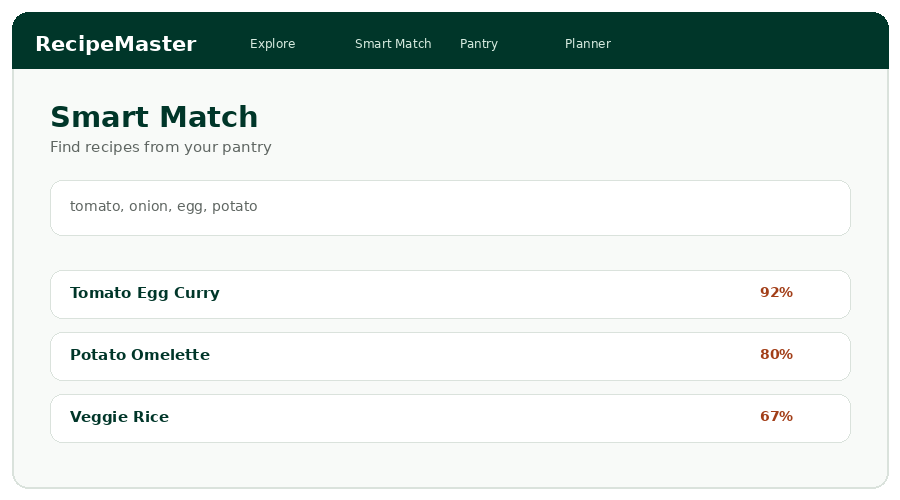 RecipeMaster Explore Smart Match Pantry Planner
Smart Match
Find recipes from your pantry
tomato, onion, egg, potato
Tomato Egg Curry 92%
Potato Omelette 80%
Veggie Rice 67%